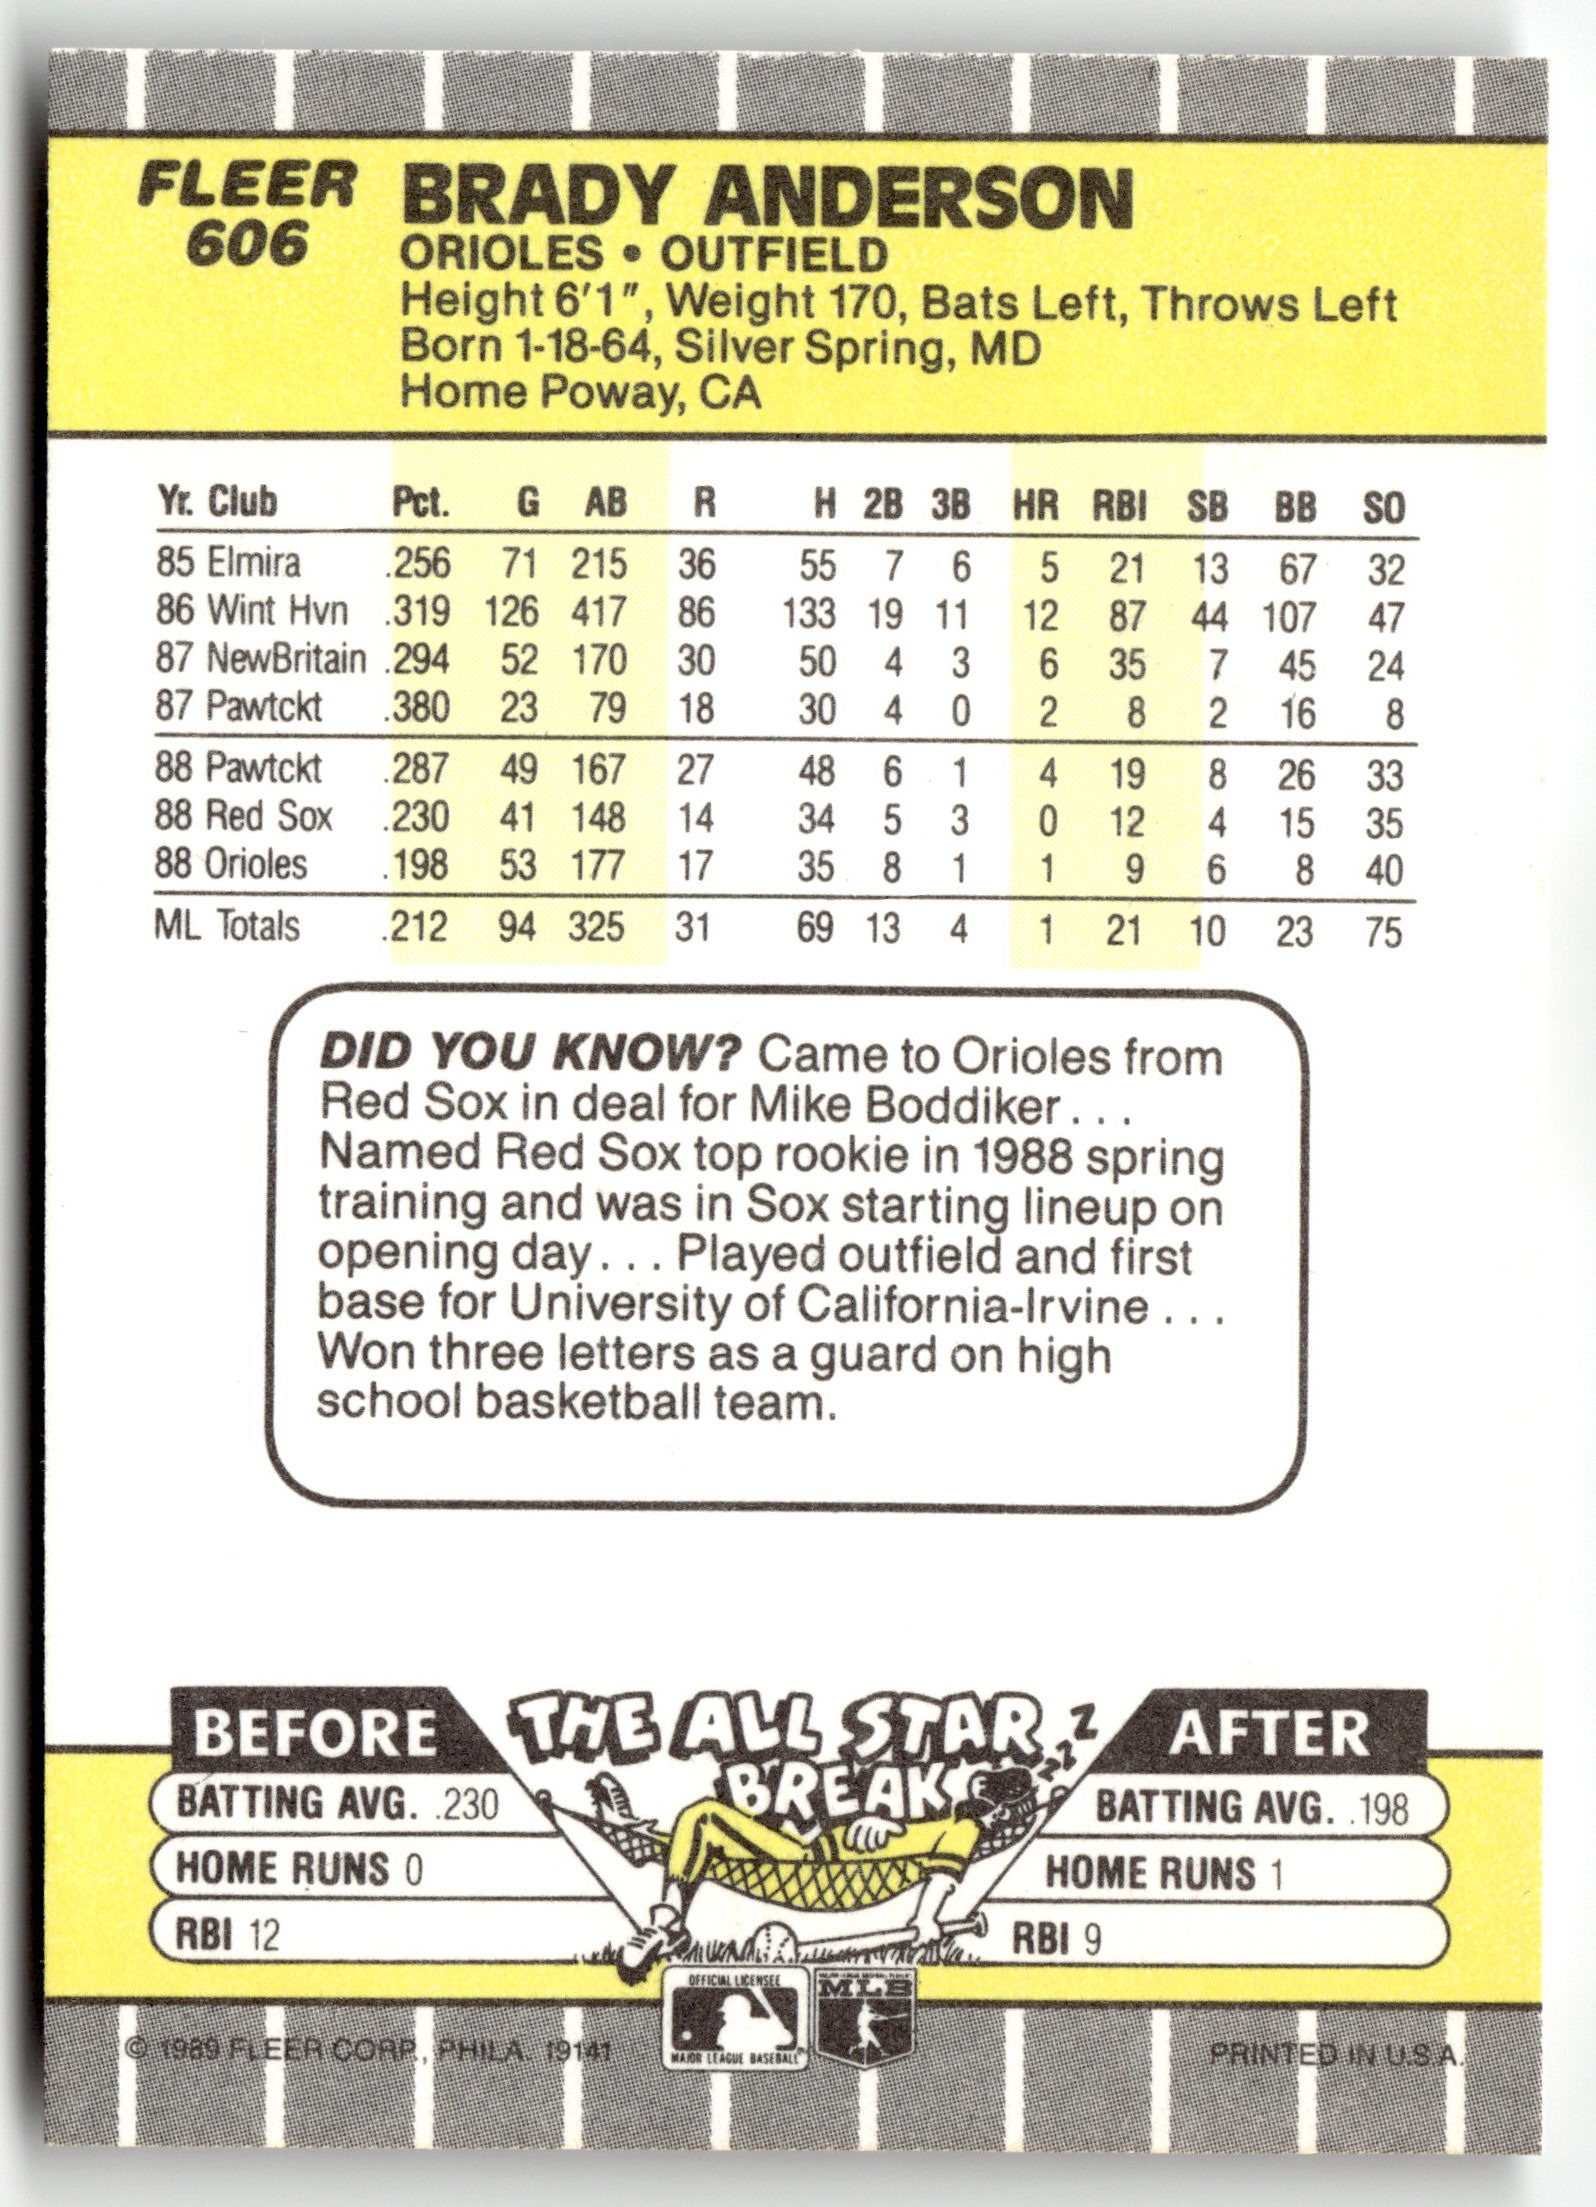 FLEER
606
BRADY ANDERSON
ORIOLES • OUTFIELD
Height 6'1", Weight 170, Bats Left, Throws Left
Born 1-18-64, Silver Spring, MD
Home Poway, CA
Yr. Club Pct. G AB R H 2B 3B HR RBI SB BB SO
85 Elmira .256 71 215 36 55 7 6 5 21 13 67 32
86 Wint Hvn .319 126 417 86 133 19 11 12 87 44 107 47
87 NewBritain .294 52 170 30 50 4 3 6 35 7 45 24
87 Pawtckt .380 23 79 18 30 4 0 2 8 2 16 8
88 Pawtckt .287 49 167 27 48 6 1 4 19 8 26 33
88 Red Sox .230 41 148 14 34 5 3 0 12 4 15 35
88 Orioles .198 53 177 17 35 8 1 1 9 6 8 40
ML Totals .212 94 325 31 69 13 4 1 21 10 23 75
DID YOU KNOW? Came to Orioles from
Red Sox in deal for Mike Boddiker . . .
Named Red Sox top rookie in 1988 spring
training and was in Sox starting lineup on
opening day . . . Played outfield and first
base for University of California-Irvine . . .
Won three letters as a guard on high
school basketball team.
BEFORE
BATTING AVG. .230
HOME RUNS 0
RBI 12
THE ALL STAR
BREAK
ZZZZZ
AFTER
BATTING AVG. .198
HOME RUNS 1
RBI 9
OFFICIAL LICENSEE
MAJOR LEAGUE BASEBALL
MLB
© 1989 FLEER CORP., PHILA. 19141
PRINTED IN U.S.A.